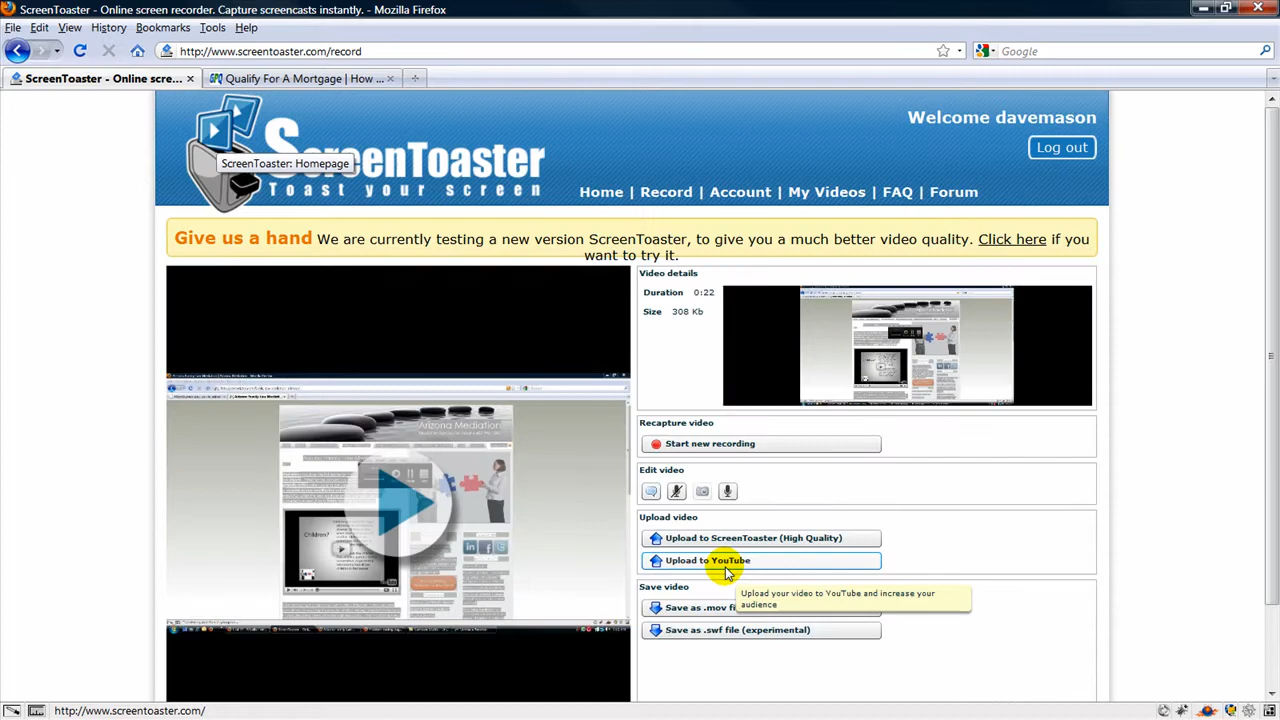 ScreenToaster - Online screen recorder. Capture screencasts instantly. - Mozilla Firefox
File Edit View History Bookmarks Tools Help
http://www.screentoaster.com/record
Google
ScreenToaster - Online scre...
Qualify For A Mortgage | How ...
Welcome davemason
Log out
ScreenToaster
ScreenToaster: Homepage
Toast your screen
Home | Record | Account | My Videos | FAQ | Forum
Give us a hand We are currently testing a new version ScreenToaster, to give you a much better video quality. Click here if you
want to try it.
Video details
Duration 0:22
Size 308 Kb
Arizona Mediation
Children?
Recapture video
Start new recording
Edit video
Upload video
Upload to ScreenToaster (High Quality)
Upload to YouTube
Save video
Upload your video to YouTube and increase your
audience
Save as .mov fi
Save as .swf file (experimental)
http://www.screentoaster.com/